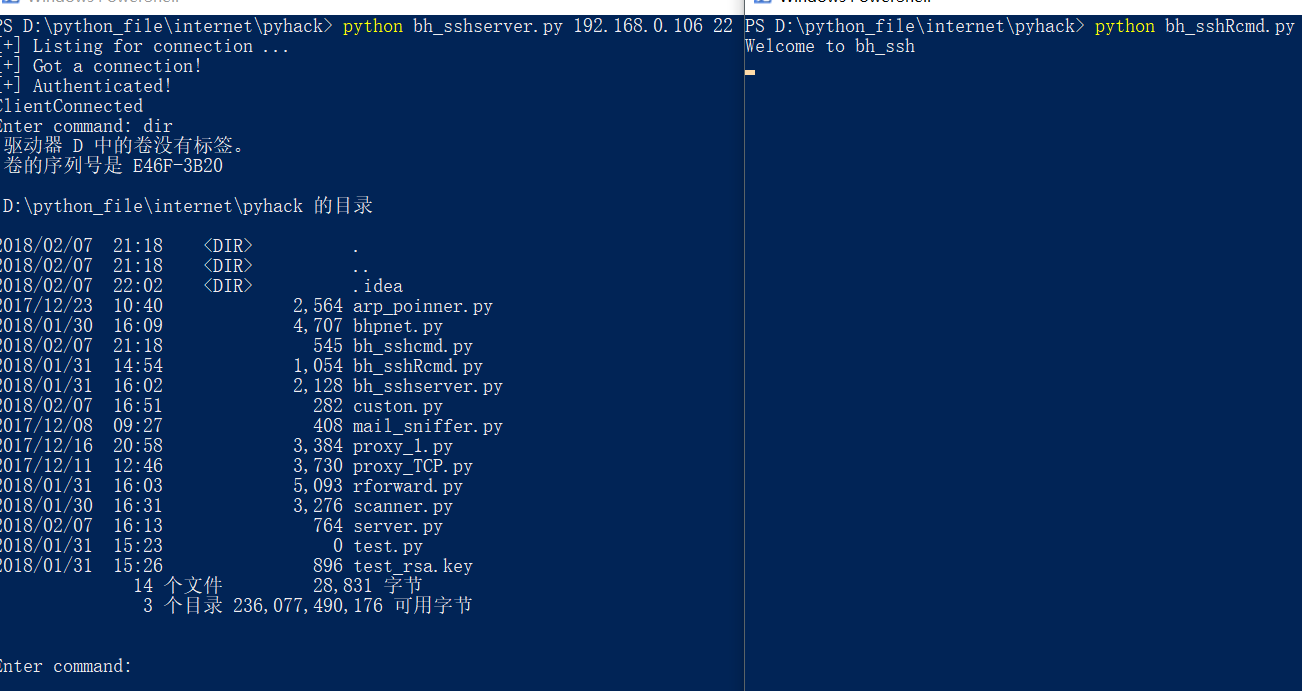 PS D:\python_file\internet\pyhack> python bh_sshserver.py 192.168.0.106 22
[+] Listing for connection ...
[+] Got a connection!
[+] Authenticated!
ClientConnected
Enter command: dir
驱动器 D 中的卷没有标签。
卷的序列号是 E46F-3B20
D:\python_file\internet\pyhack 的目录
2018/02/07  21:18    <DIR>          .
2018/02/07  21:18    <DIR>          ..
2018/02/07  22:02    <DIR>          .idea
2017/12/23  10:40             2,564 arp_poinner.py
2018/01/30  16:09             4,707 bhpnet.py
2018/02/07  21:18               545 bh_sshcmd.py
2018/01/31  14:54             1,054 bh_sshRcmd.py
2018/01/31  16:02             2,128 bh_sshserver.py
2018/02/07  16:51               282 custon.py
2017/12/08  09:27               408 mail_sniffer.py
2017/12/16  20:58             3,384 proxy_1.py
2017/12/11  12:46             3,730 proxy_TCP.py
2018/01/31  16:03             5,093 rforward.py
2018/01/30  16:31             3,276 scanner.py
2018/02/07  16:13               764 server.py
2018/01/31  15:23                 0 test.py
2018/01/31  15:26               896 test_rsa.key
14 个文件         28,831 字节
3 个目录 236,077,490,176 可用字节
Enter command:
PS D:\python_file\internet\pyhack> python bh_sshRcmd.py
Welcome to bh_ssh